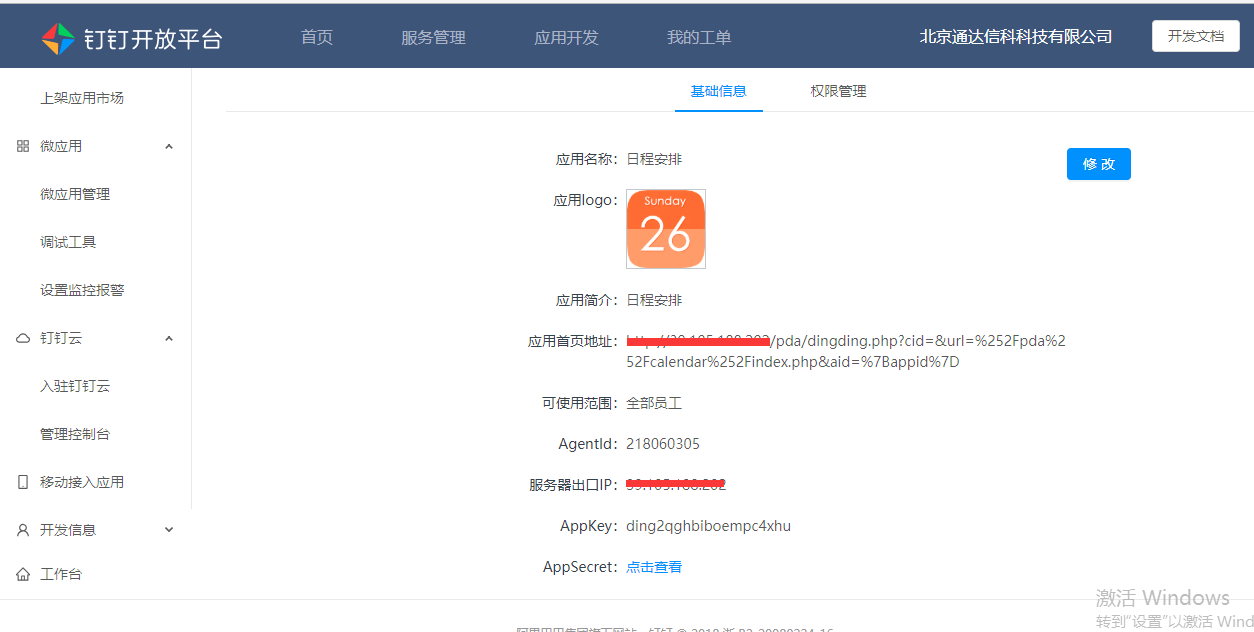 钉钉开放平台 首页 服务管理 应用开发 我的工单 北京通达信科科技有限公司 开发文档
上架应用市场
微应用
微应用管理
调试工具
设置监控报警
钉钉云
入驻钉钉云
管理控制台
移动接入应用
开发信息
工作台
基础信息 权限管理
应用名称: 日程安排
修 改
应用logo:
Sunday
26
应用简介: 日程安排
应用首页地址: /pda/dingding.php?cid=&url=%252Fpda%2
52Fcalendar%252Findex.php&aid=%7Bappid%7D
可使用范围: 全部员工
AgentId: 218060305
服务器出口IP:
AppKey: ding2qghbiboempc4xhu
AppSecret: 点击查看
激活 Windows
转到"设置"以激活 Wind